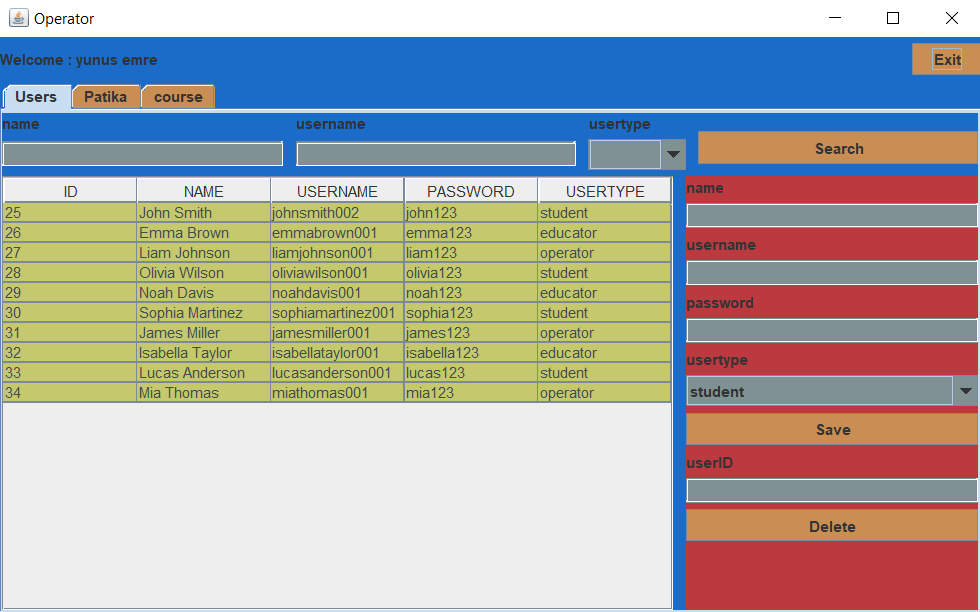 Operator
Welcome : yunus emre
Exit
Users Patika course
name username usertype
Search
ID NAME USERNAME PASSWORD USERTYPE
25 John Smith johnsmith002 john123 student
26 Emma Brown emmabrown001 emma123 educator
27 Liam Johnson liamjohnson001 liam123 operator
28 Olivia Wilson oliviawilson001 olivia123 student
29 Noah Davis noahdavis001 noah123 educator
30 Sophia Martinez sophiamartinez001 sophia123 student
31 James Miller jamesmiller001 james123 operator
32 Isabella Taylor isabellataylor001 isabella123 educator
33 Lucas Anderson lucasanderson001 lucas123 student
34 Mia Thomas miathomas001 mia123 operator
name
username
password
usertype
student
Save
userID
Delete